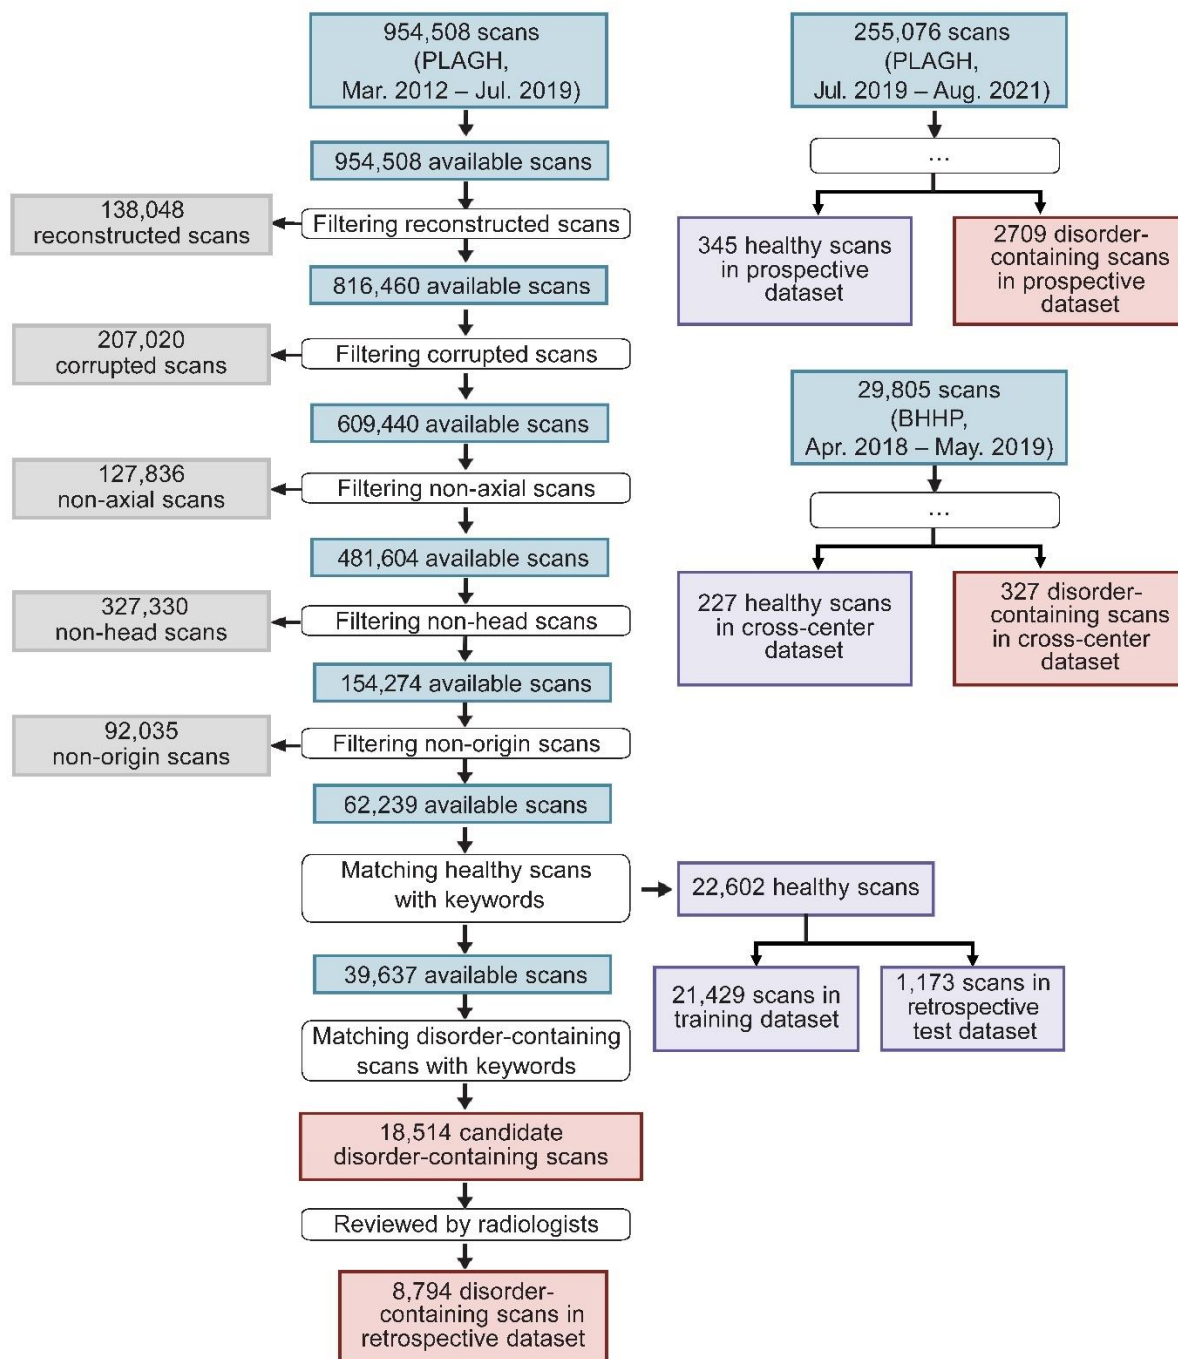 954,508 scans
(PLAGH,
Mar. 2012 – Jul. 2019)
954,508 available scans
138,048
reconstructed scans
Filtering reconstructed scans
816,460 available scans
207,020
corrupted scans
Filtering corrupted scans
609,440 available scans
127,836
non-axial scans
Filtering non-axial scans
481,604 available scans
327,330
non-head scans
Filtering non-head scans
154,274 available scans
92,035
non-origin scans
Filtering non-origin scans
62,239 available scans
Matching healthy scans
with keywords
22,602 healthy scans
21,429 scans in
training dataset
1,173 scans in
retrospective
test dataset
39,637 available scans
Matching disorder-containing
scans with keywords
18,514 candidate
disorder-containing scans
Reviewed by radiologists
8,794 disorder-
containing scans in
retrospective dataset
255,076 scans
(PLAGH,
Jul. 2019 – Aug. 2021)
...
345 healthy scans
in prospective
dataset
2709 disorder-
containing scans
in prospective
dataset
29,805 scans
(BHHP,
Apr. 2018 – May. 2019)
...
227 healthy scans
in cross-center
dataset
327 disorder-
containing scans
in cross-center
dataset